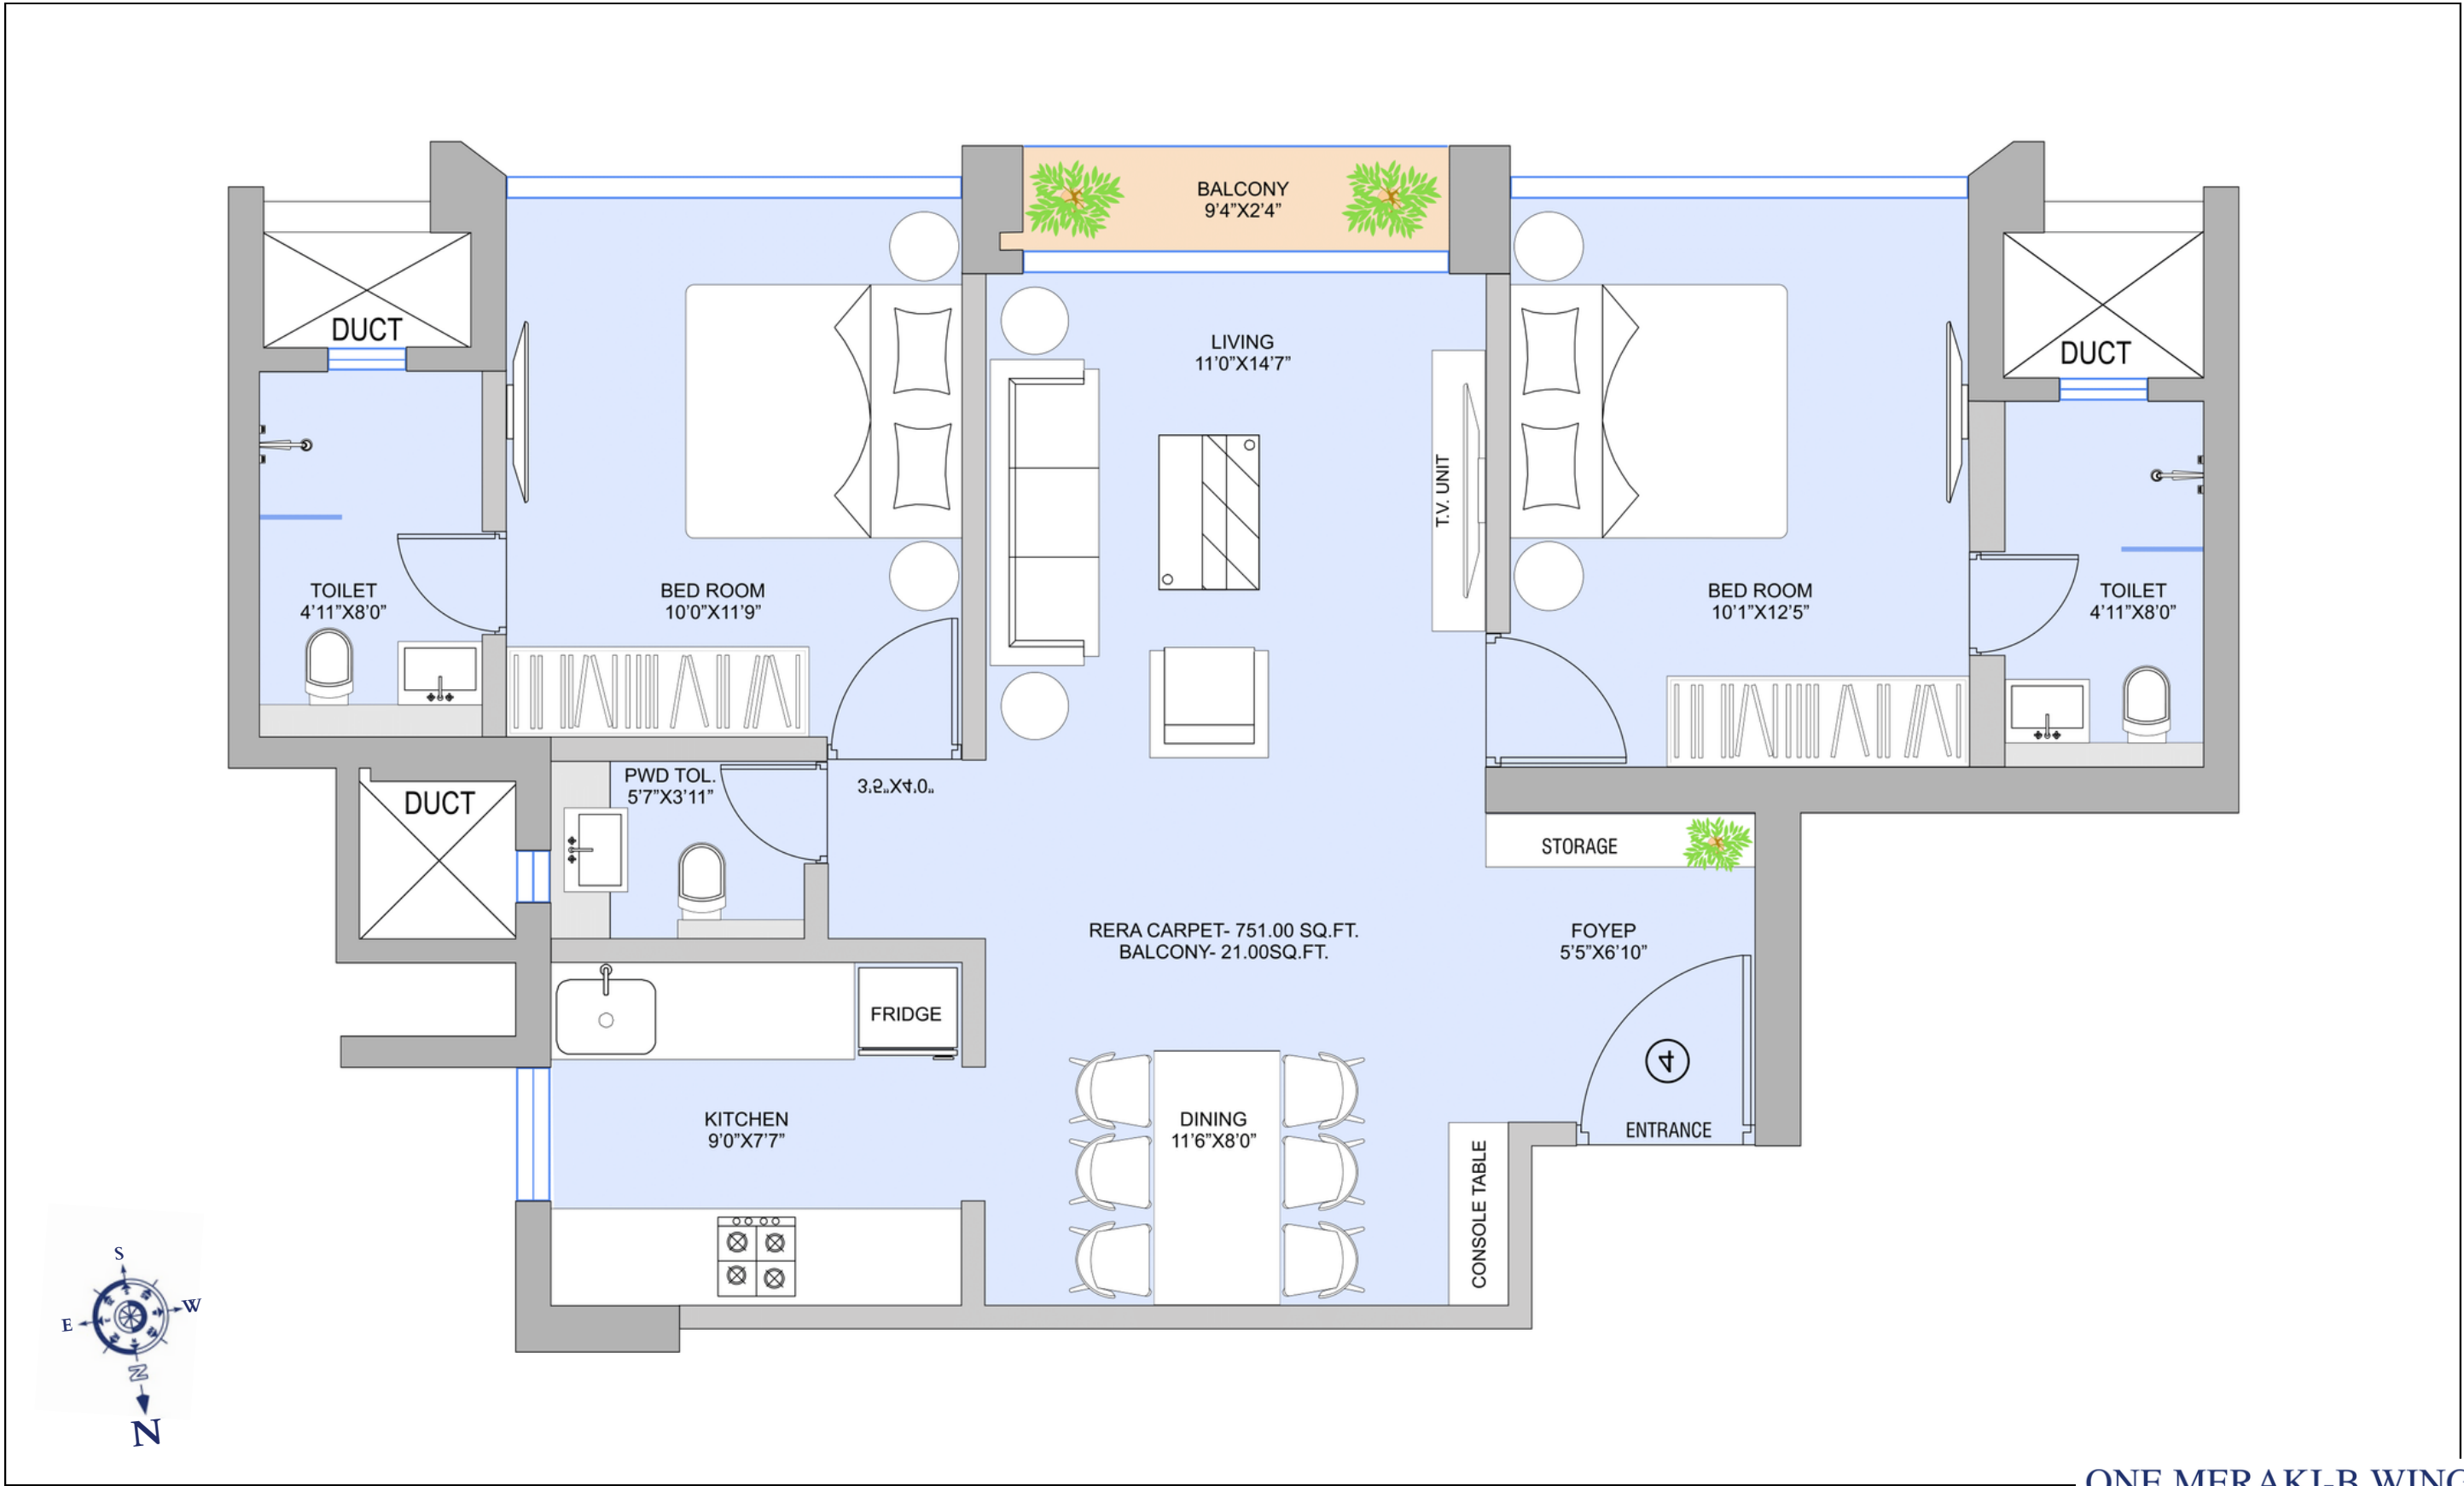 BALCONY
9'4”X2'4”
DUCT
DUCT
LIVING
11'0”X14'7”
T.V. UNIT
TOILET
4'11”X8'0”
BED ROOM
10'0”X11'9”
BED ROOM
10'1”X12'5”
TOILET
4'11”X8'0”
PWD TOL.
5'7”X3'11”
DUCT
STORAGE
RERA CARPET- 751.00 SQ.FT.
BALCONY- 21.00SQ.FT.
FOYEP
5'5”X6'10”
FRIDGE
4
ENTRANCE
KITCHEN
9'0”X7'7”
DINING
11'6”X8'0”
CONSOLE TABLE
S
E
W
N
N
ONE MERAKI-B WING